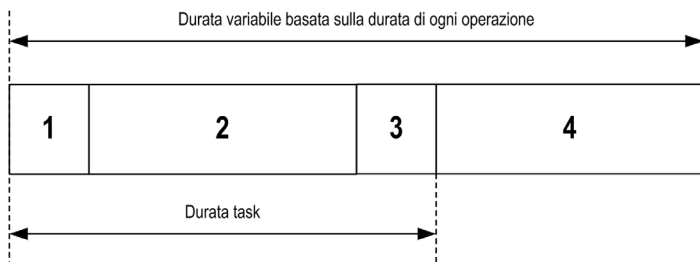 Durata variabile basata sulla durata di ogni operazione
1 2 3 4
Durata task